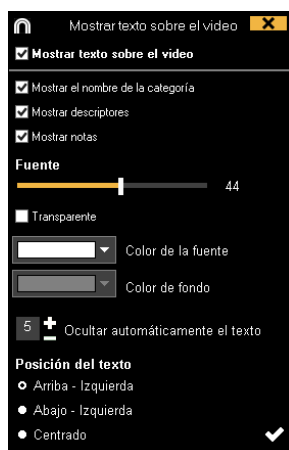 Mostrar texto sobre el video
Mostrar texto sobre el video
Mostrar el nombre de la categoría
Mostrar descriptores
Mostrar notas
Fuente
44
Transparente
Color de la fuente
Color de fondo
5 Ocultar automáticamente el texto
Posición del texto
Arriba - Izquierda
Abajo - Izquierda
Centrado